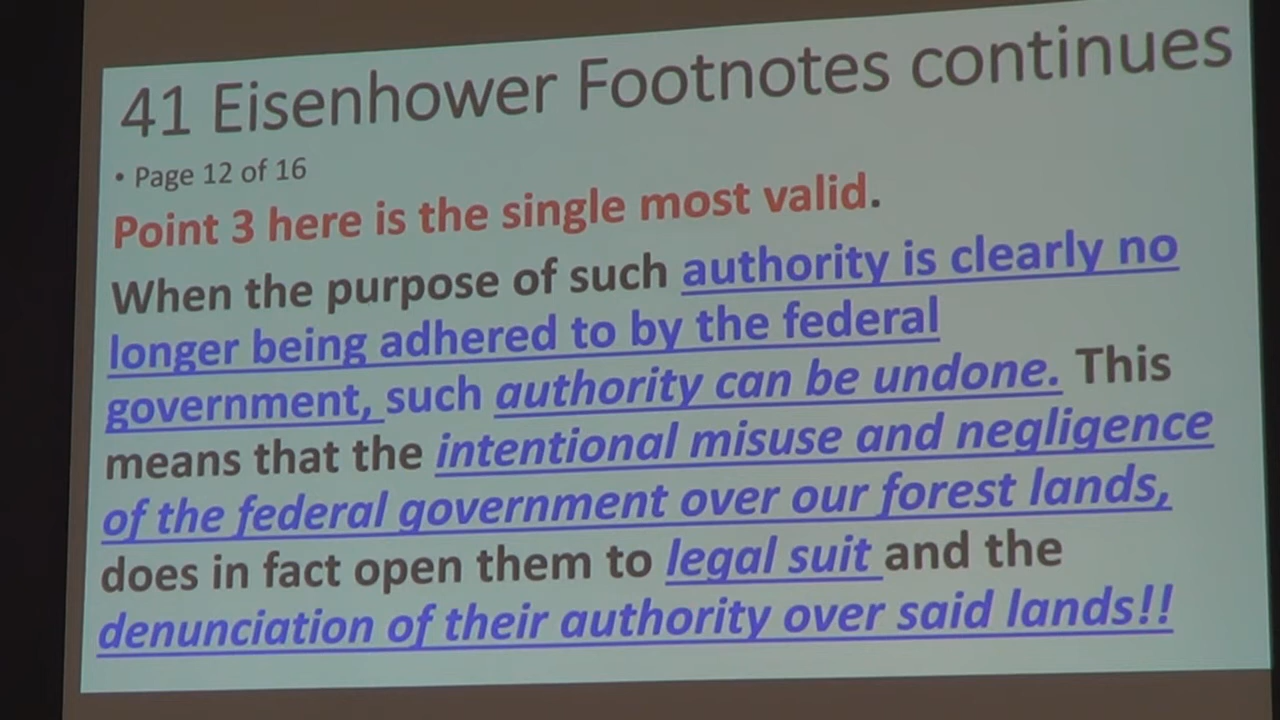 41 Eisenhower Footnotes continues
• Page 12 of 16
Point 3 here is the single most valid.
When the purpose of such authority is clearly no
longer being adhered to by the federal
government, such authority can be undone. This
means that the intentional misuse and negligence
of the federal government over our forest lands,
does in fact open them to legal suit and the
denunciation of their authority over said lands!!